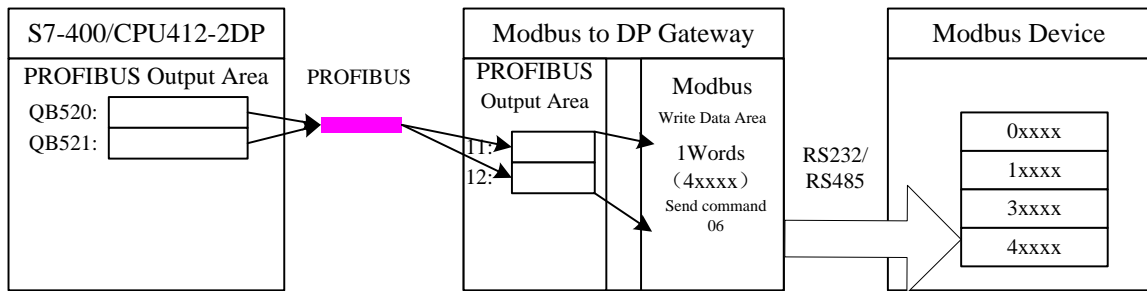 S7-400/CPU412-2DP
PROFIBUS Output Area
QB520:
QB521:
PROFIBUS
Modbus to DP Gateway
PROFIBUS
Output Area
11:
12:
Modbus
Write Data Area
1Words
（4xxxx）
Send command
06
RS232/
RS485
Modbus Device
0xxxx
1xxxx
3xxxx
4xxxx